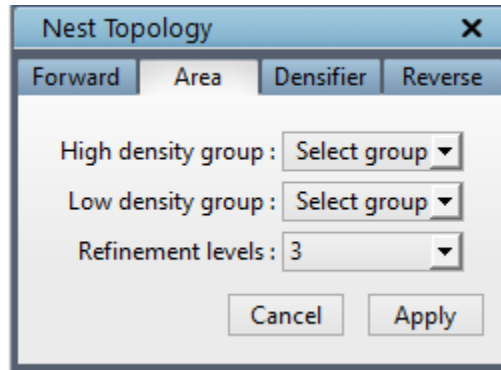 Nest Topology
Forward Area Densifier Reverse
High density group : Select group
Low density group : Select group
Refinement levels : 3
Cancel Apply